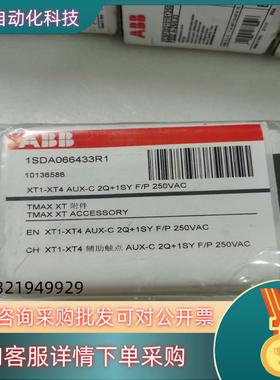 自动化科技
ABB
1SDA066433R1
10136586
XT1-XT4 AUX-C 2Q+1SY F/P 250VAC
TMAX XT 附件
TMAX XT ACCESSORY
EN XT1-XT4 AUX-C 2Q+1SY F/P 250VAC
CH XT1-XT4 辅助触点 AUX-C 2Q+1SY F/P 250VAC
321949929
咨询采购批发可对公开票
客服详情下单采购